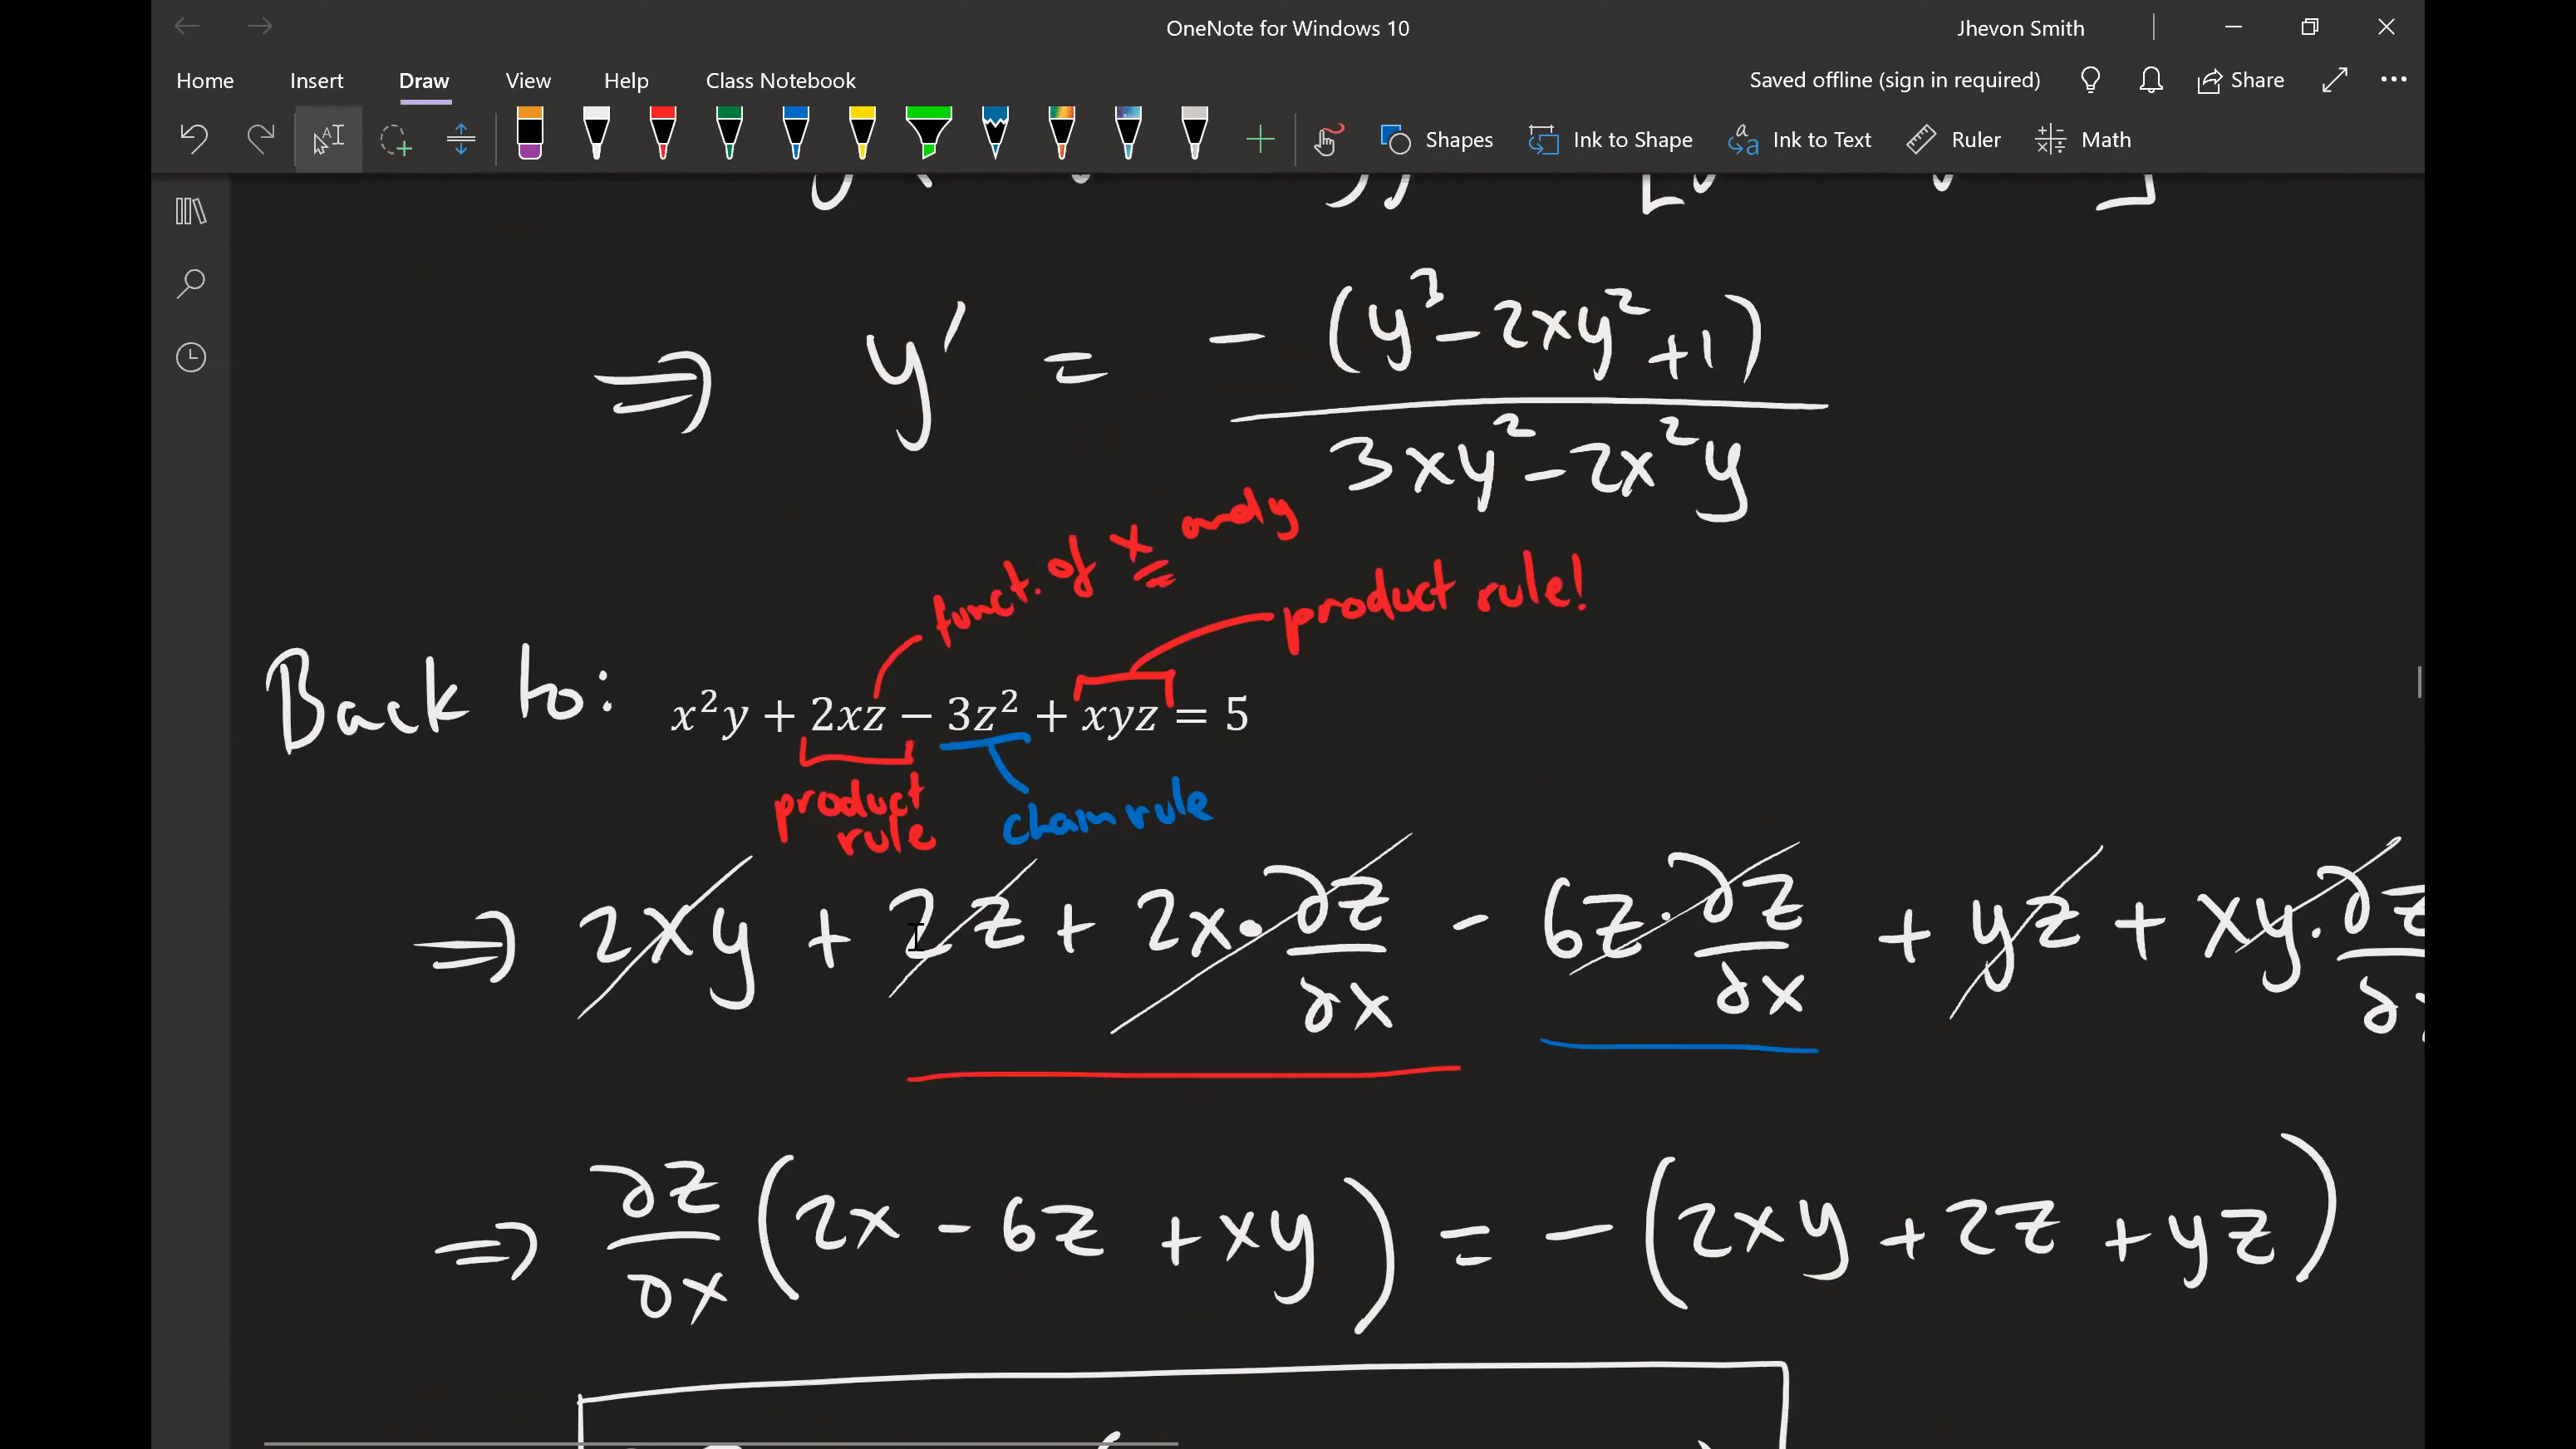 OneNote for Windows 10
Jhevon Smith
Home Insert Draw View Help Class Notebook
Saved offline (sign in required) Share
Shapes Ink to Shape Ink to Text Ruler Math
⇒ y' = -(y³ - 2xy² + 1) / (3xy² - 2x²y)
funct. of x and y
product rule!
Back to: x²y + 2xz − 3z² + xyz = 5
product rule
chain rule
⇒ 2xy + 2z + 2x · ∂z/∂x - 6z · ∂z/∂x + yz + xy · ∂z/∂x
⇒ ∂z/∂x (2x - 6z + xy) = -(2xy + 2z + yz)